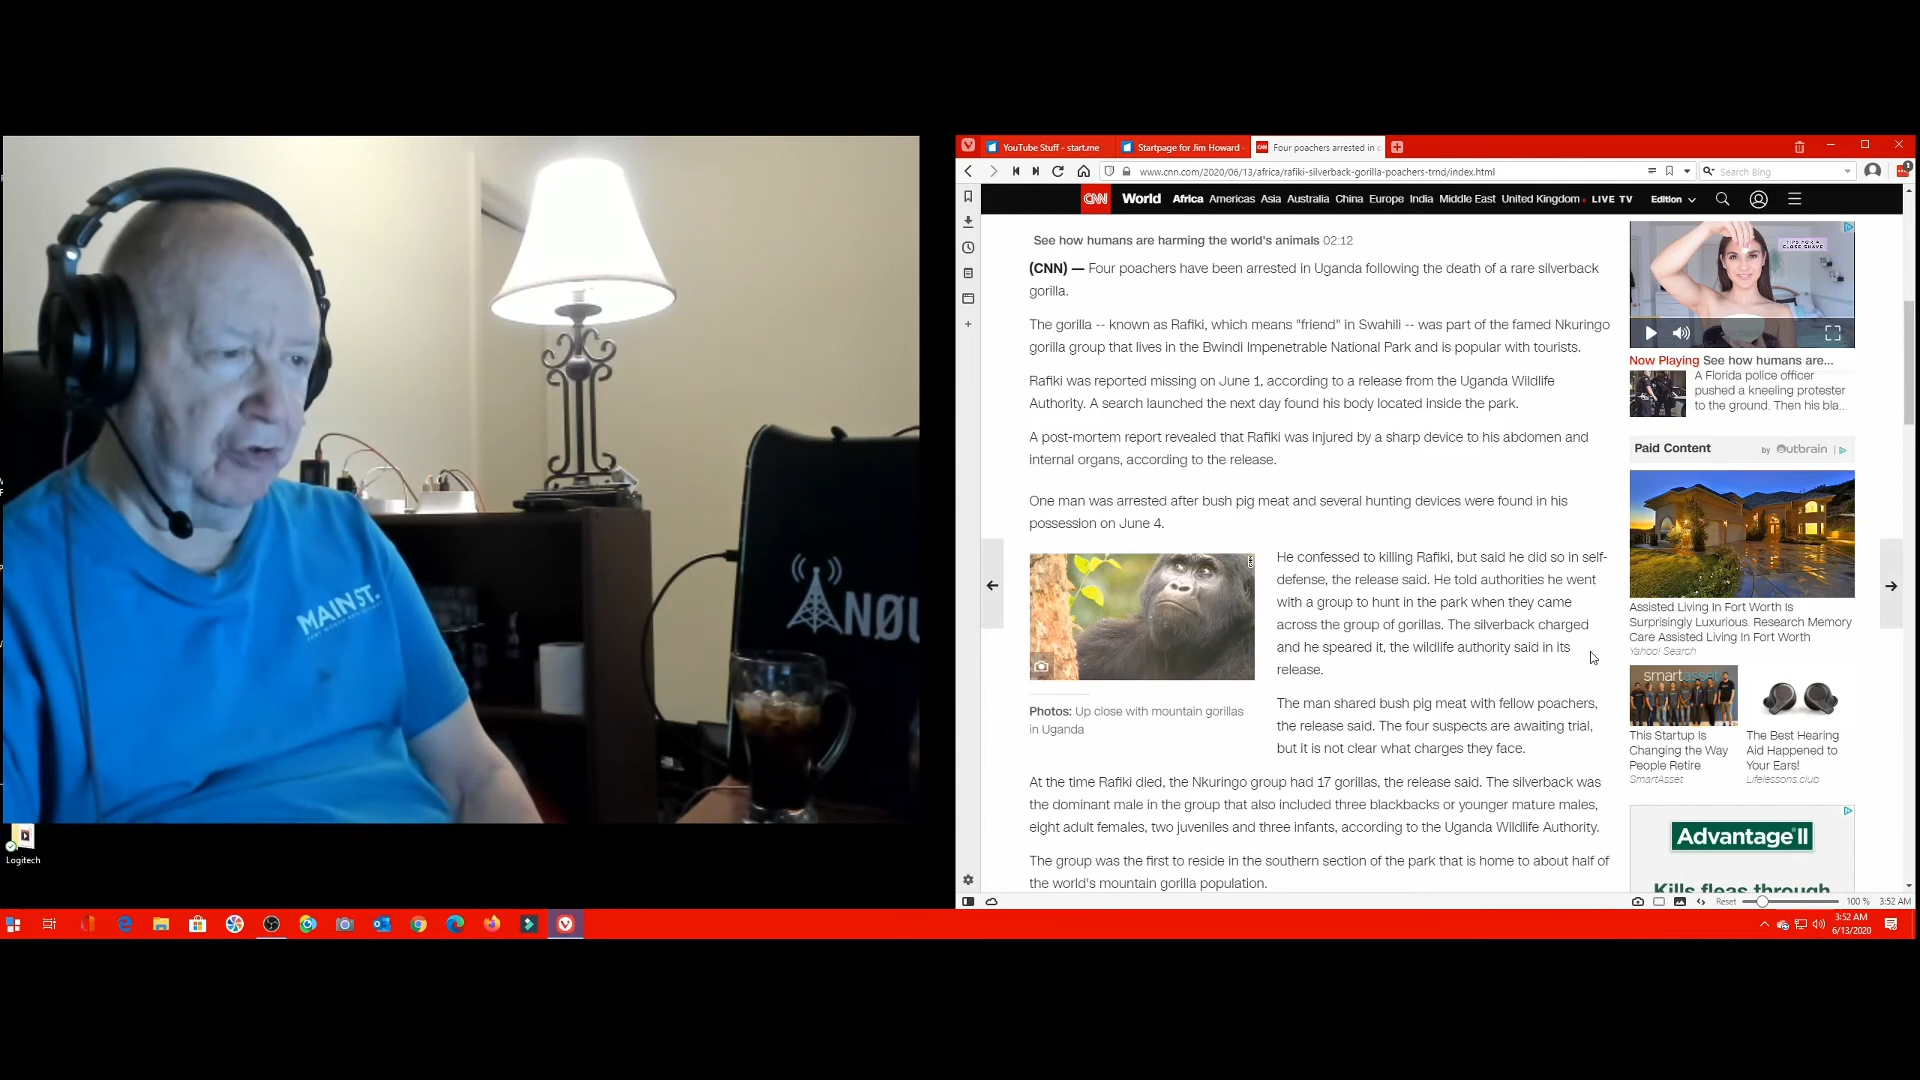 MAIN ST.
FORT WORTH ARTS FESTIVAL
NØU
Logitech
YouTube Stuff - start.me
Startpage for Jim Howard -
Four poachers arrested in
www.cnn.com/2020/06/13/africa/rafiki-silverback-gorilla-poachers-trnd/index.html
Search Bing
CNN World Africa Americas Asia Australia China Europe India Middle East United Kingdom LIVE TV Edition
See how humans are harming the world's animals 02:12
(CNN) — Four poachers have been arrested in Uganda following the death of a rare silverback
gorilla.
The gorilla -- known as Rafiki, which means "friend" in Swahili -- was part of the famed Nkuringo
gorilla group that lives in the Bwindi Impenetrable National Park and is popular with tourists.
Rafiki was reported missing on June 1, according to a release from the Uganda Wildlife
Authority. A search launched the next day found his body located inside the park.
A post-mortem report revealed that Rafiki was injured by a sharp device to his abdomen and
internal organs, according to the release.
One man was arrested after bush pig meat and several hunting devices were found in his
possession on June 4.
He confessed to killing Rafiki, but said he did so in self-
defense, the release said. He told authorities he went
with a group to hunt in the park when they came
across the group of gorillas. The silverback charged
and he speared it, the wildlife authority said in its
release.
Photos: Up close with mountain gorillas
in Uganda
The man shared bush pig meat with fellow poachers,
the release said. The four suspects are awaiting trial,
but it is not clear what charges they face.
At the time Rafiki died, the Nkuringo group had 17 gorillas, the release said. The silverback was
the dominant male in the group that also included three blackbacks or younger mature males,
eight adult females, two juveniles and three infants, according to the Uganda Wildlife Authority.
The group was the first to reside in the southern section of the park that is home to about half of
the world's mountain gorilla population.
TIPS FOR A
CLOSE SHAVE
Now Playing See how humans are...
A Florida police officer
pushed a kneeling protester
to the ground. Then his bla...
Paid Content by Outbrain
Assisted Living In Fort Worth Is
Surprisingly Luxurious. Research Memory
Care Assisted Living In Fort Worth
Yahoo! Search
smartasset
This Startup Is
Changing the Way
People Retire
SmartAsset
The Best Hearing
Aid Happened to
Your Ears!
Lifelessons.club
Advantage II
Kills fleas through
Reset 100 % 3:52 AM
3:52 AM
6/13/2020